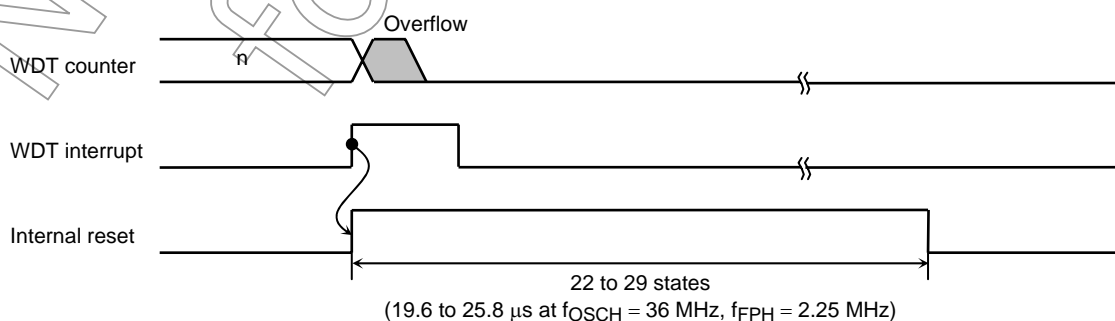 Overflow
n
WDT counter
WDT interrupt
Internal reset
22 to 29 states
(19.6 to 25.8 μs at fOSCH = 36 MHz, fFPH = 2.25 MHz)